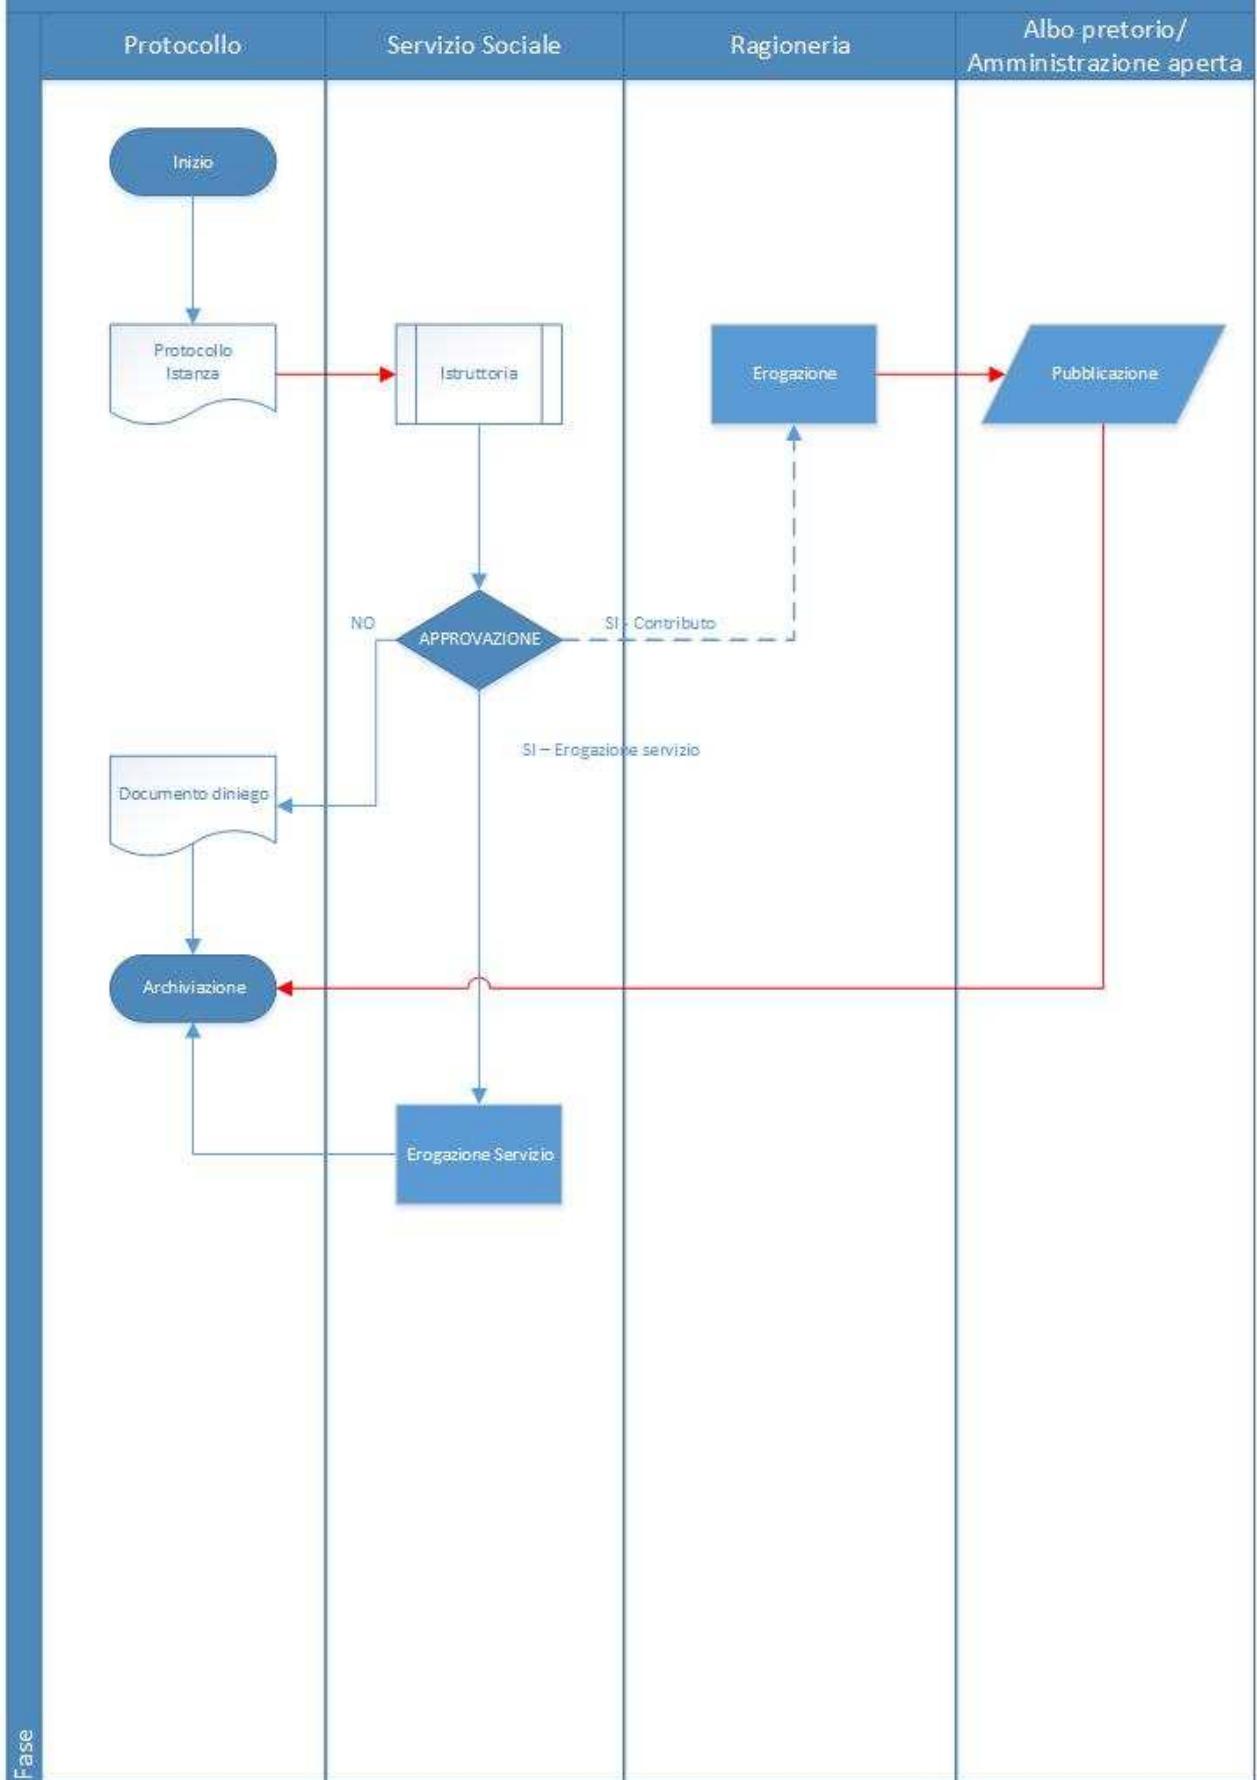 Protocollo
Servizio Sociale
Ragioneria
Albo pretorio/
Amministrazione aperta
Inizio
Protocollo
Istanza
Istruttoria
Erogazione
Pubblicazione
NO
APPROVAZIONE
SI - Contributo
SI – Erogazione servizio
Documento diniego
Archiviazione
Erogazione Servizio
Fase